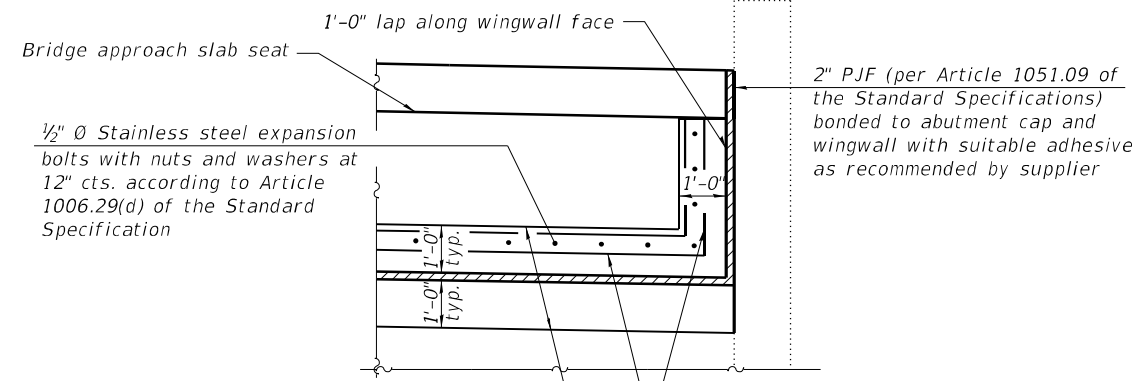 1'-0" lap along wingwall face
Bridge approach slab seat
2" PJF (per Article 1051.09 of
the Standard Specifications)
bonded to abutment cap and
wingwall with suitable adhesive
as recommended by supplier
½" Ø Stainless steel expansion
bolts with nuts and washers at
12" cts. according to Article
1006.29(d) of the Standard
Specification
1'-0"
1'-0"
typ.
1'-0"
typ.